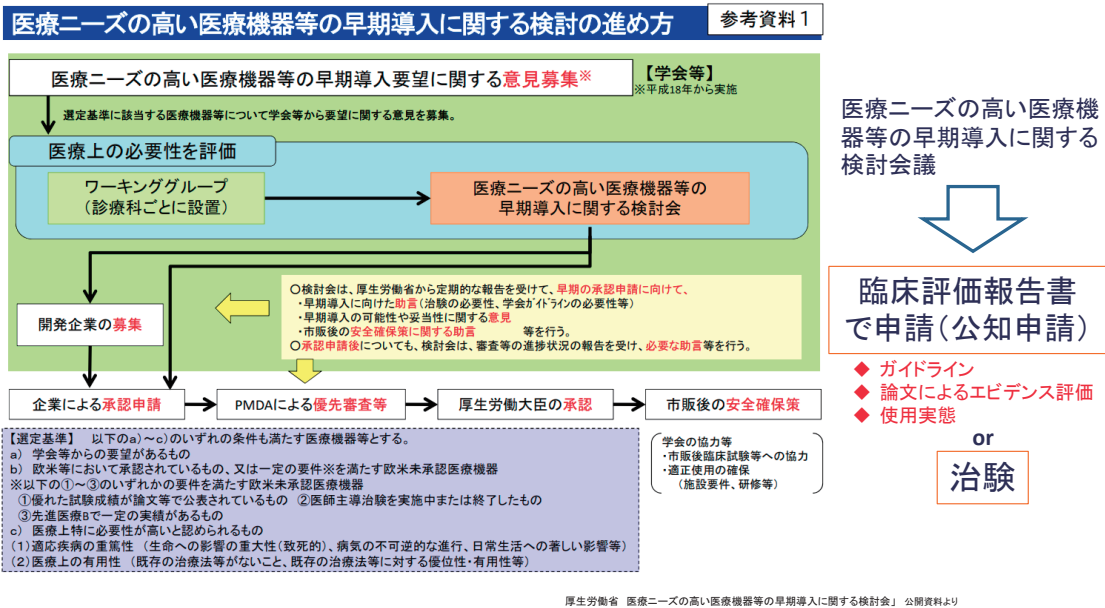 医療ニーズの高い医療機器等の早期導入に関する検討の進め方
参考資料1
医療ニーズの高い医療機器等の早期導入要望に関する意見募集※
【学会等】
※平成18年から実施
選定基準に該当する医療機器等について学会等から要望に関する意見を募集。
医療上の必要性を評価
ワーキンググループ
(診療科ごとに設置)
医療ニーズの高い医療機器等の
早期導入に関する検討会
開発企業の募集
○検討会は、厚生労働省から定期的な報告を受けて、早期の承認申請に向けて、
・早期導入に向けた助言(治験の必要性、学会ガイドラインの必要性等)
・早期導入の可能性や妥当性に関する意見
・市販後の安全確保策に関する助言 等を行う。
○承認申請後についても、検討会は、審査等の進捗状況の報告を受け、必要な助言等を行う。
企業による承認申請
PMDAによる優先審査等
厚生労働大臣の承認
市販後の安全確保策
【選定基準】 以下のa)~c)のいずれの条件も満たす医療機器等とする。
a) 学会等からの要望があるもの
b) 欧米等において承認されているもの、又は一定の要件※を満たす欧米未承認医療機器
※以下の①~③のいずれかの要件を満たす欧米未承認医療機器
①優れた試験成績が論文等で公表されているもの ②医師主導治験を実施中または終了したもの
③先進医療Bで一定の実績があるもの
c) 医療上特に必要性が高いと認められるもの
(1)適応疾病の重篤性 (生命への影響の重大性(致死的)、病気の不可逆的な進行、日常生活への著しい影響等)
(2)医療上の有用性 (既存の治療法等がないこと、既存の治療法等に対する優位性・有用性等)
学会の協力等
・市販後臨床試験等への協力
・適正使用の確保
(施設要件、研修等)
医療ニーズの高い医療機
器等の早期導入に関する
検討会議
臨床評価報告書
で申請(公知申請)
◆ ガイドライン
◆ 論文によるエビデンス評価
◆ 使用実態
or
治験
厚生労働省 医療ニーズの高い医療機器等の早期導入に関する検討会」 公開資料より